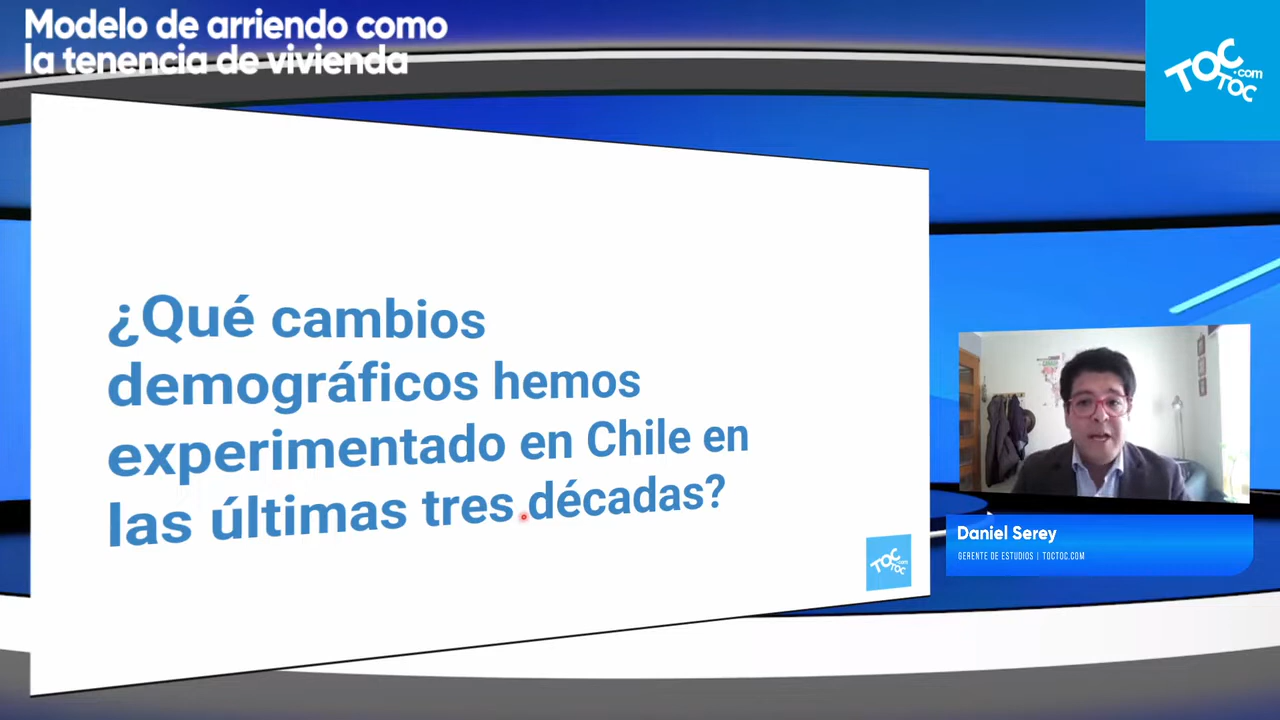 Modelo de arriendo como
la tenencia de vivienda
TOC
TOC
.com
¿Qué cambios
demográficos hemos
experimentado en Chile en
las últimas tres décadas?
TOC
TOC
.com
Daniel Serey
GERENTE DE ESTUDIOS | TOCTOC.COM